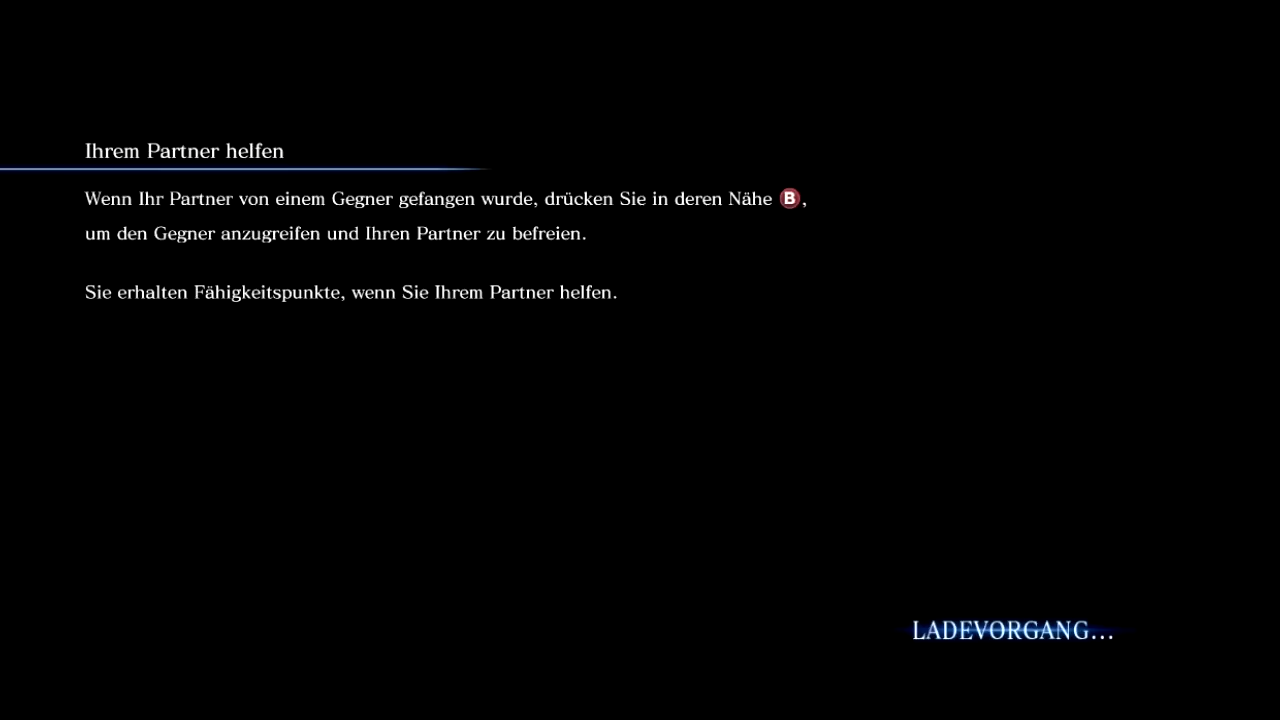 Ihrem Partner helfen
Wenn Ihr Partner von einem Gegner gefangen wurde, drücken Sie in deren Nähe B,
um den Gegner anzugreifen und Ihren Partner zu befreien.
Sie erhalten Fähigkeitspunkte, wenn Sie Ihrem Partner helfen.
LADEVORGANG...